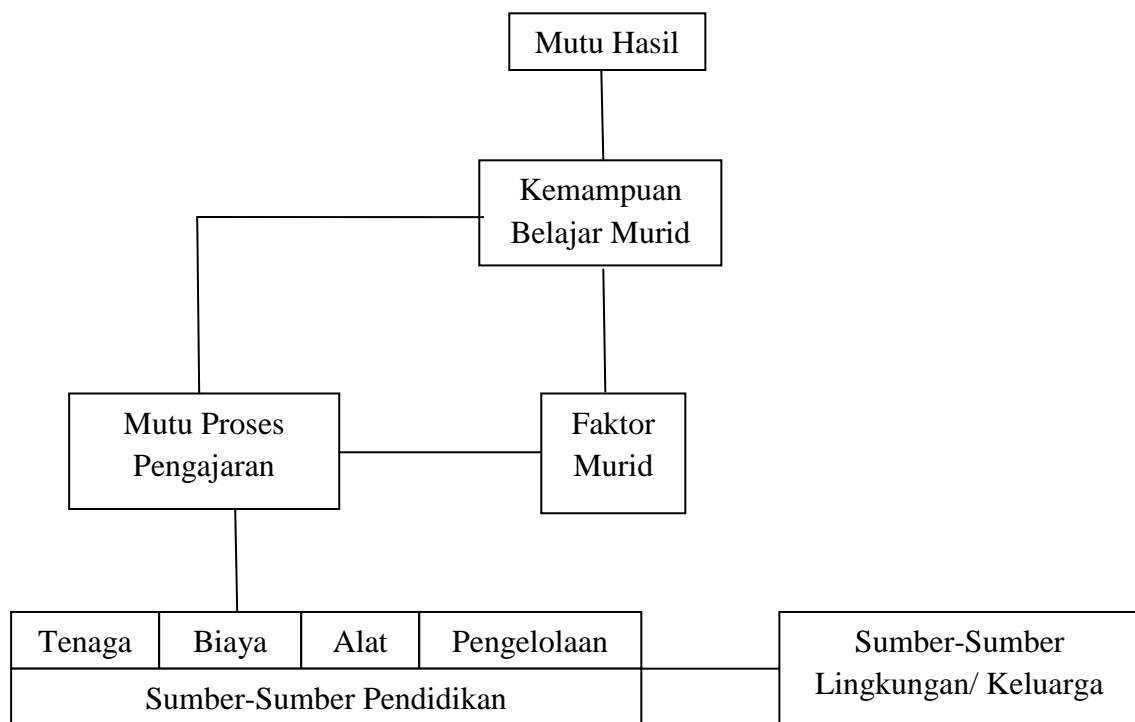 Mutu Hasil
Kemampuan
Belajar Murid
Mutu Proses
Pengajaran
Faktor
Murid
Tenaga
Biaya
Alat
Pengelolaan
Sumber-Sumber Pendidikan
Sumber-Sumber
Lingkungan/ Keluarga